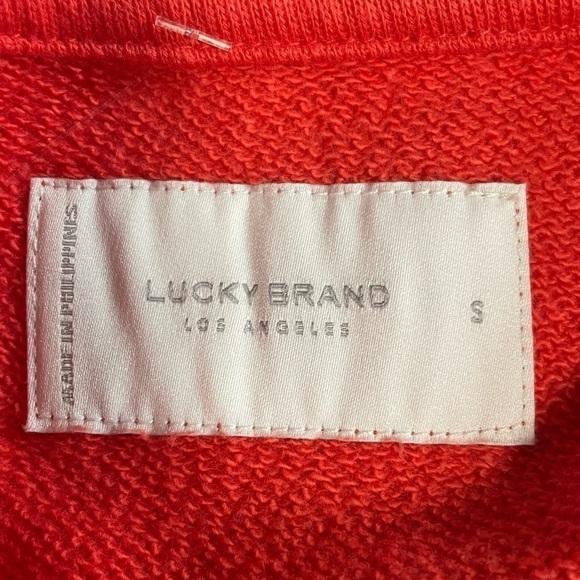 MADE IN PHILIPPINES
LUCKY BRAND
LOS ANGELES
S